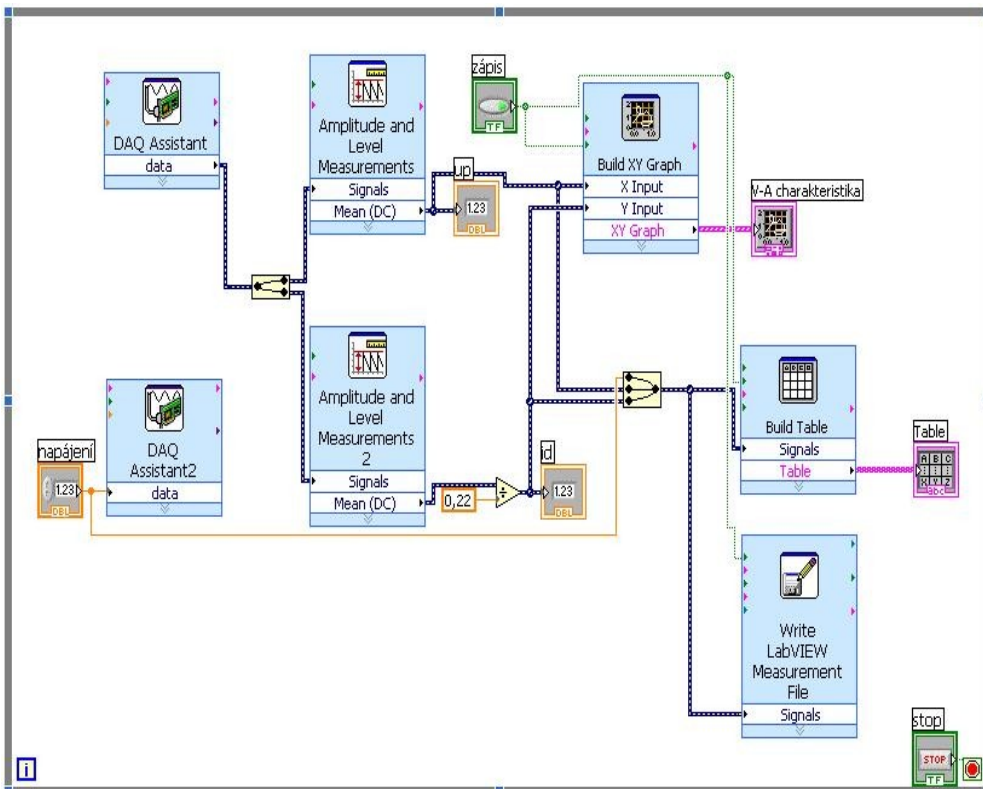 DAQ Assistant
data
Amplitude and
Level
Measurements
Signals
Mean (DC)
up
1.23
DBL
zápis
TF
Build XY Graph
X Input
Y Input
XY Graph
V-A charakteristika
napájení
1.23
DBL
DAQ
Assistant2
data
Amplitude and
Level
Measurements
2
Signals
Mean (DC)
0,22
id
1.23
DBL
Build Table
Signals
Table
Table
A B C
X Y Z
abc
Write
LabVIEW
Measurement
File
Signals
stop
STOP
TF
i